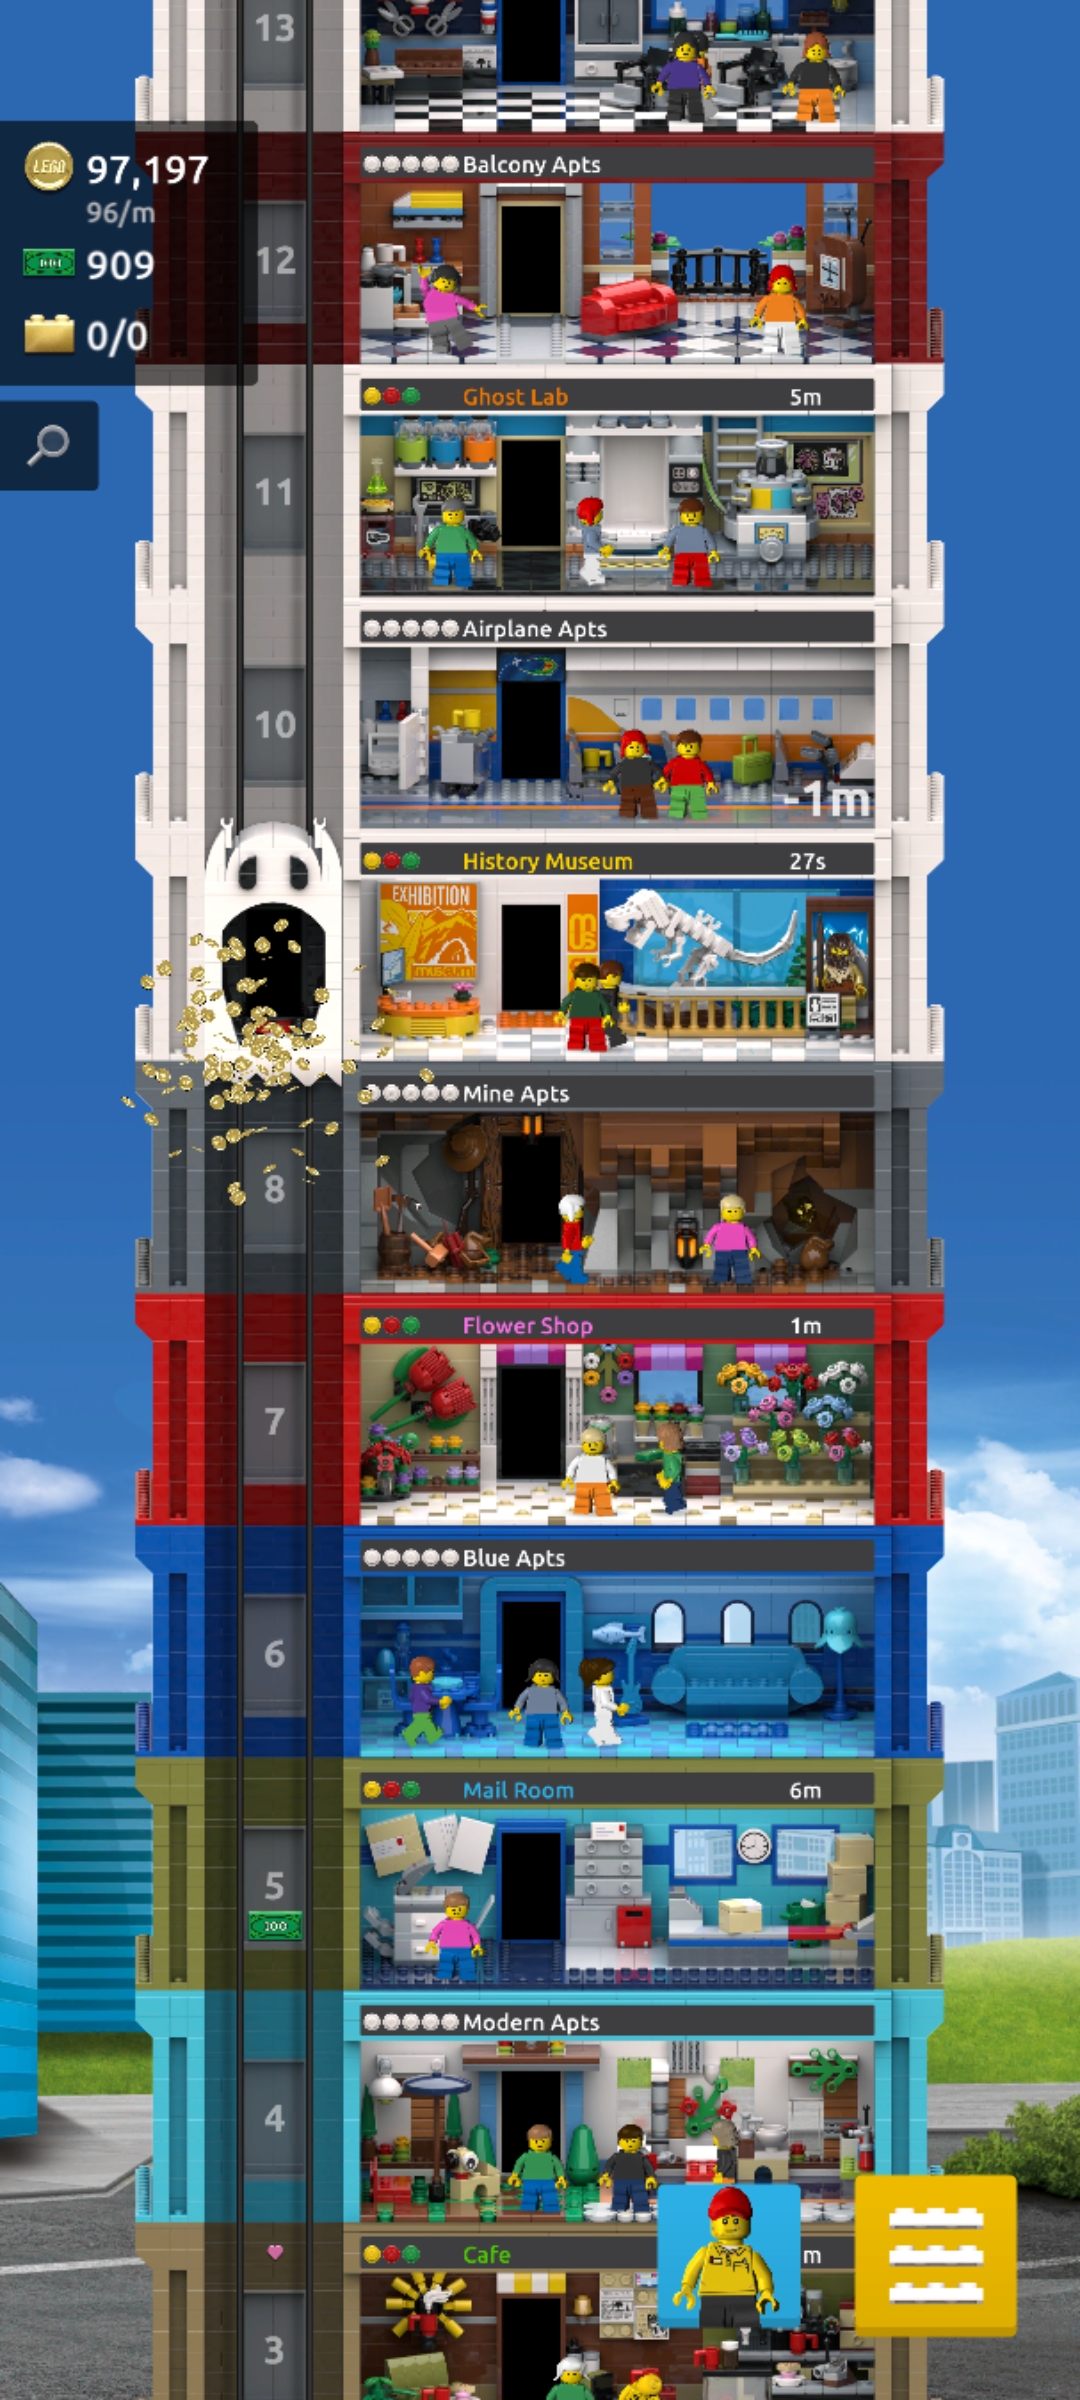 13
LEGO
97,197
96/m
909
0/0
Balcony Apts
12
Ghost Lab 5m
11
Airplane Apts
10
-1m
History Museum 27s
EXHIBITION
museum
Mine Apts
8
Flower Shop 1m
7
Blue Apts
6
Mail Room 6m
5
100
Modern Apts
4
Cafe m
3